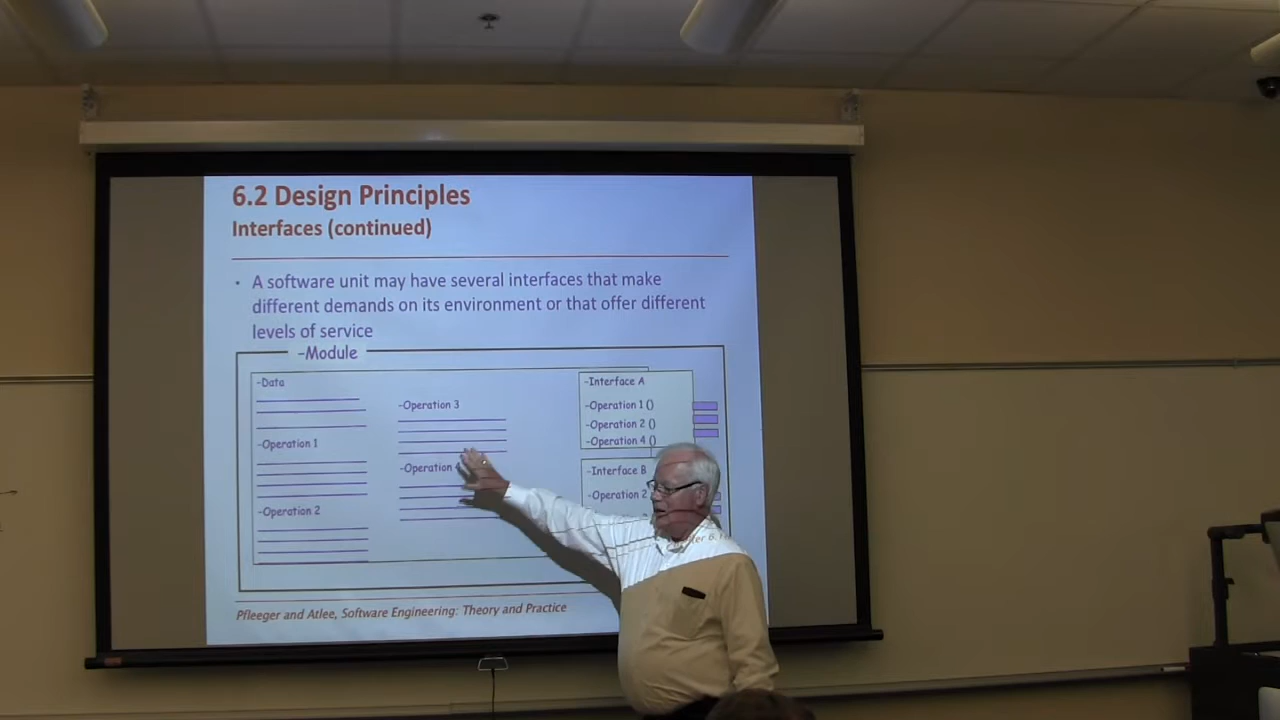 6.2 Design Principles
Interfaces (continued)
• A software unit may have several interfaces that make
different demands on its environment or that offer different
levels of service
-Module
-Data
-Operation 1
-Operation 2
-Operation 3
-Operation
-Interface A
-Operation 1 ()
-Operation 2 ()
-Operation 4 ()
-Interface B
-Operation 2
Pfleeger and Atlee, Software Engineering: Theory and Practice